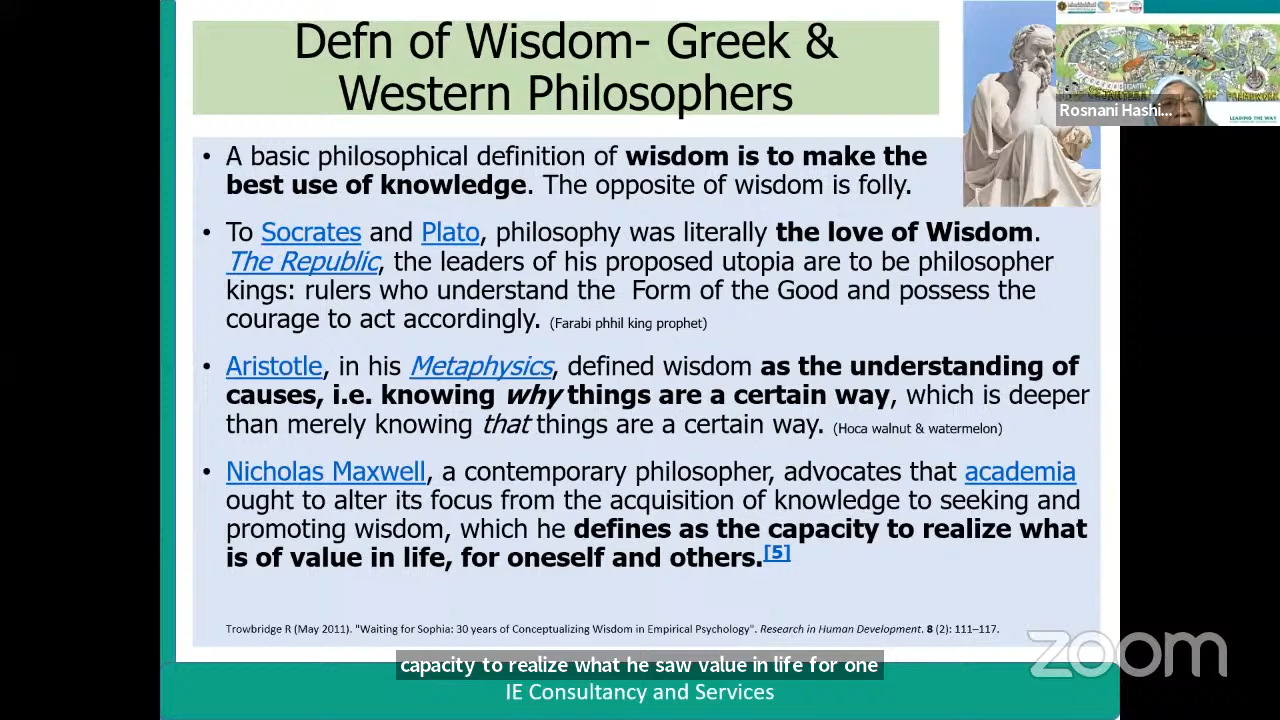 Defn of Wisdom- Greek &
Western Philosophers
• A basic philosophical definition of wisdom is to make the
best use of knowledge. The opposite of wisdom is folly.
• To Socrates and Plato, philosophy was literally the love of Wisdom.
The Republic, the leaders of his proposed utopia are to be philosopher
kings: rulers who understand the Form of the Good and possess the
courage to act accordingly. (Farabi phhil king prophet)
• Aristotle, in his Metaphysics, defined wisdom as the understanding of
causes, i.e. knowing why things are a certain way, which is deeper
than merely knowing that things are a certain way. (Hoca walnut & watermelon)
• Nicholas Maxwell, a contemporary philosopher, advocates that academia
ought to alter its focus from the acquisition of knowledge to seeking and
promoting wisdom, which he defines as the capacity to realize what
is of value in life, for oneself and others.[5]
Trowbridge R (May 2011). "Waiting for Sophia: 30 years of Conceptualizing Wisdom in Empirical Psychology". Research in Human Development. 8 (2): 111–117.
capacity to realize what he saw value in life for one
IE Consultancy and Services
Rosnani Hashi...
LEADING THE WAY
zoom